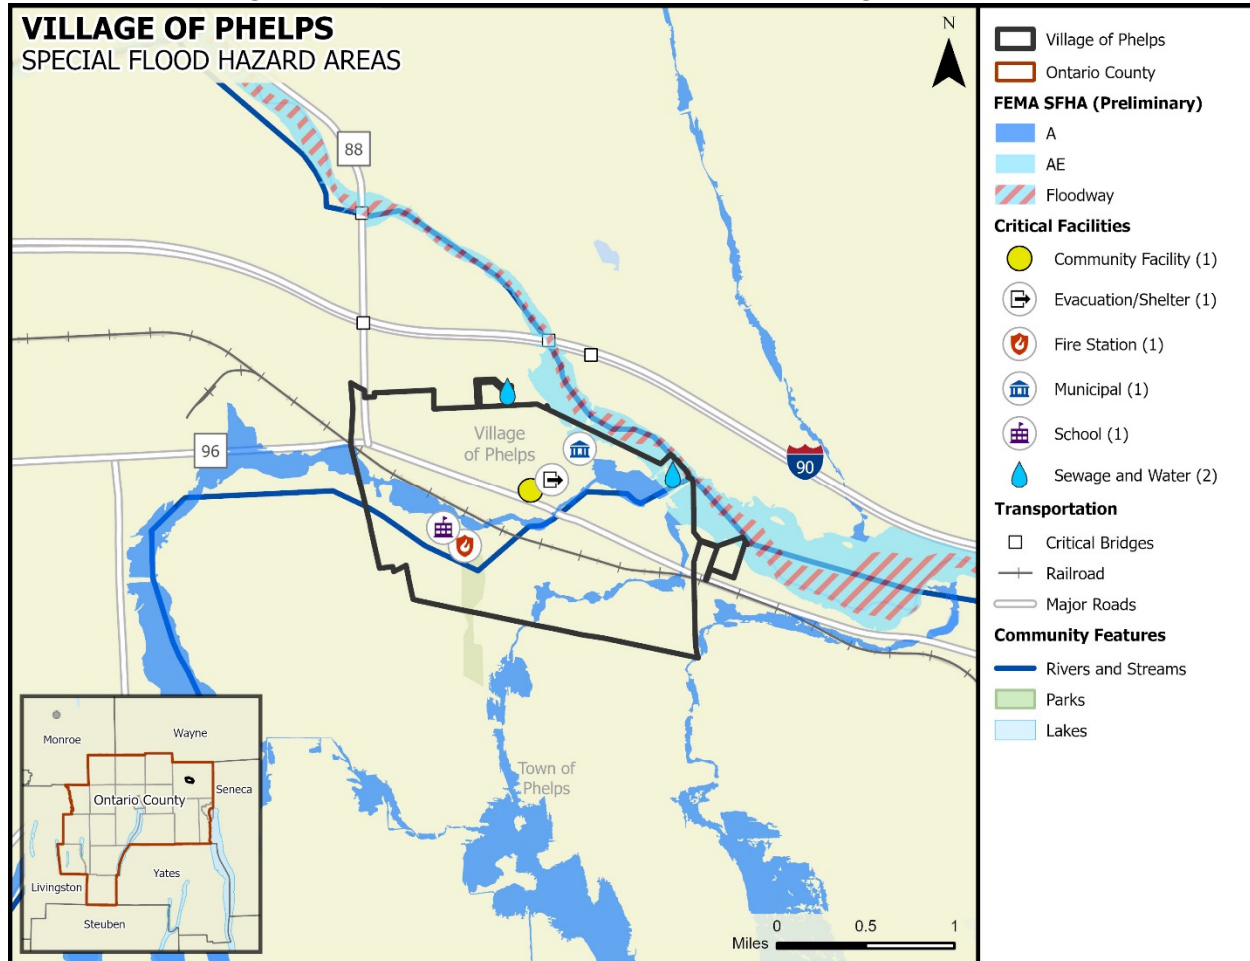 VILLAGE OF PHELPS
SPECIAL FLOOD HAZARD AREAS
N
88
96
90
Village
of Phelps
Town of
Phelps
Monroe
Wayne
Ontario County
Seneca
Livingston
Yates
Steuben
0 0.5 1
Miles
Village of Phelps
Ontario County
FEMA SFHA (Preliminary)
A
AE
Floodway
Critical Facilities
Community Facility (1)
Evacuation/Shelter (1)
Fire Station (1)
Municipal (1)
School (1)
Sewage and Water (2)
Transportation
Critical Bridges
Railroad
Major Roads
Community Features
Rivers and Streams
Parks
Lakes